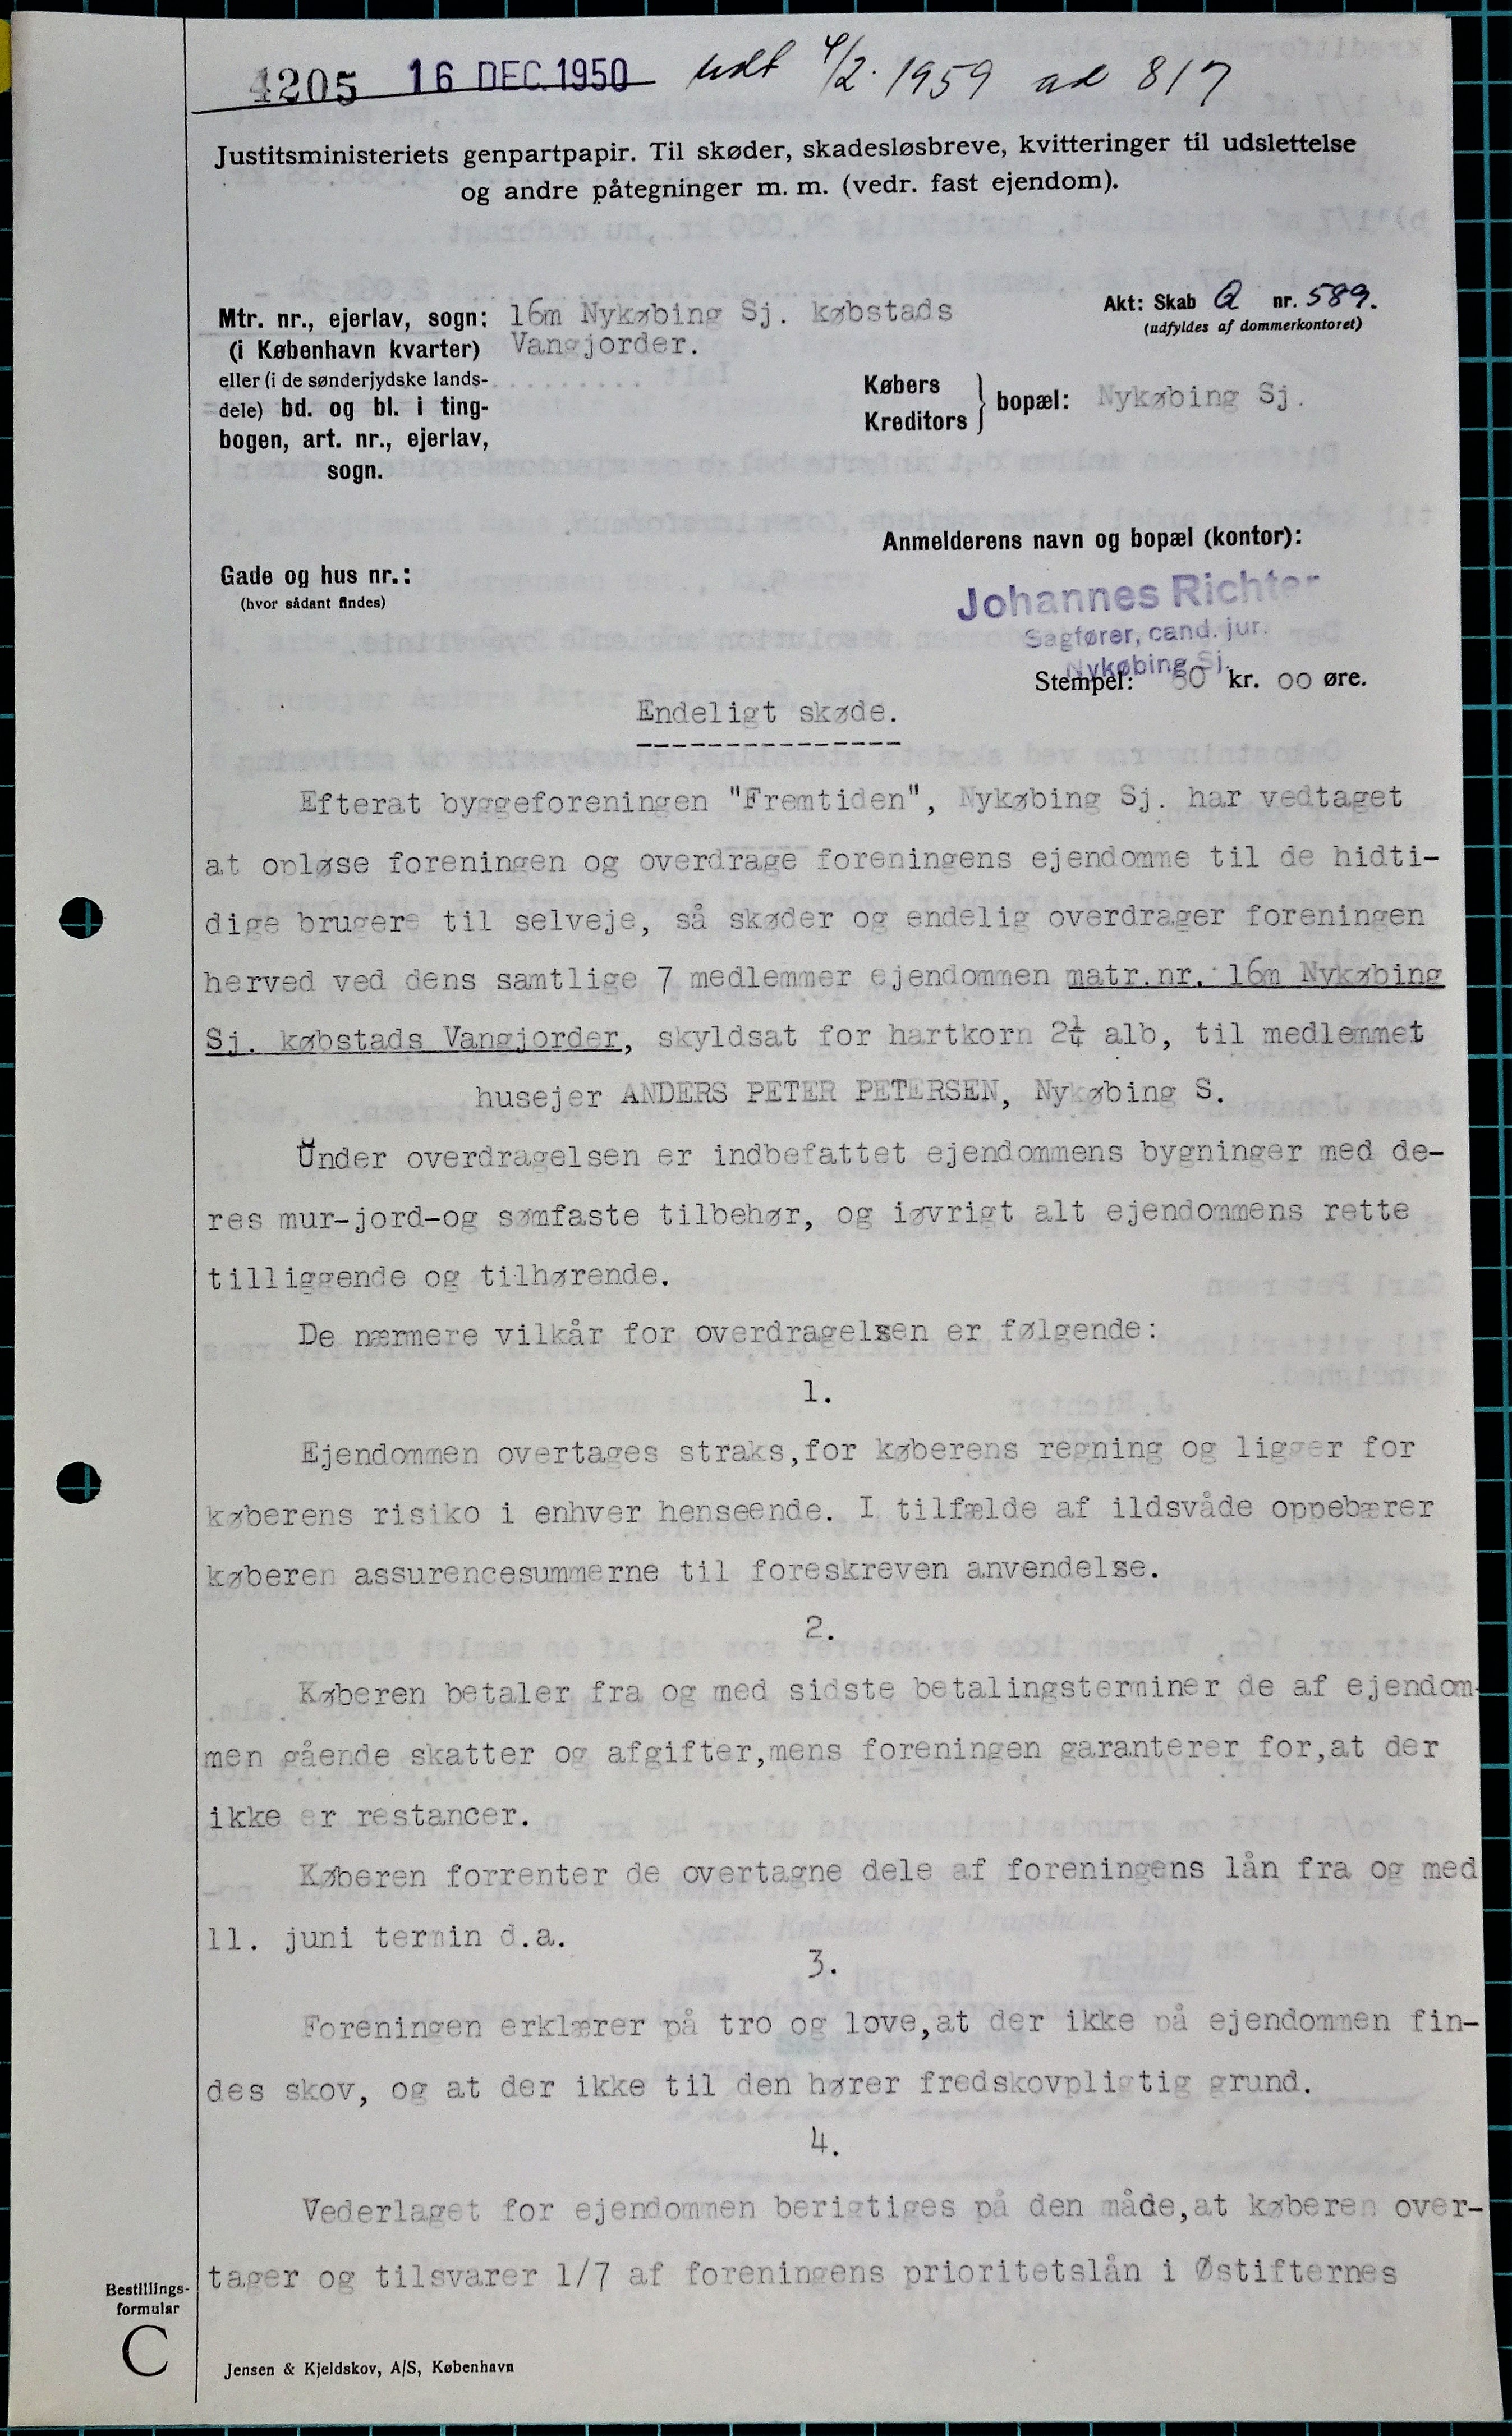 4205 16 DEC. 1950 udt 4/2. 1959 ad 817
Justitsministeriets genpartpapir. Til skøder, skadesløsbreve, kvitteringer til udslettelse
og andre påtegninger m. m. (vedr. fast ejendom).
Mtr. nr., ejerlav, sogn: 16m Nykøbing Sj. købstads
(i København kvarter) Vangjorder.
eller (i de sønderjydske lands-
dele) bd. og bl. i ting-
bogen, art. nr., ejerlav,
sogn.
Akt: Skab Q nr. 589.
(udfyldes af dommerkontoret)
Købers
Kreditors } bopæl: Nykøbing Sj.
Gade og hus nr.:
(hvor sådant findes)
Anmelderens navn og bopæl (kontor):
Johannes Richter
Sagfører, cand. jur.
Nykøbing Sj.
Stempel: kr. 00 øre.
Endeligt skøde.
Efterat byggeforeningen "Fremtiden", Nykøbing Sj. har vedtaget
at opløse foreningen og overdrage foreningens ejendomme til de hidti-
dige brugere til selveje, så skøder og endelig overdrager foreningen
herved ved dens samtlige 7 medlemmer ejendommen matr.nr. 16m Nykøbing
Sj. købstads Vangjorder, skyldsat for hartkorn 2¼ alb, til medlemmet
husejer ANDERS PETER PETERSEN, Nykøbing S.
Under overdragelsen er indbefattet ejendommens bygninger med de-
res mur-jord-og sømfaste tilbehør, og iøvrigt alt ejendommens rette
tilliggende og tilhørende.
De nærmere vilkår for overdragelsen er følgende:
1.
Ejendommen overtages straks,for køberens regning og ligger for
køberens risiko i enhver henseende. I tilfælde af ildsvåde oppebærer
køberen assurencesummerne til foreskreven anvendelse.
2.
Køberen betaler fra og med sidste betalingsterminer de af ejendom-
men gående skatter og afgifter,mens foreningen garanterer for,at der
ikke er restancer.
Køberen forrenter de overtagne dele af foreningens lån fra og med
11. juni termin d.a.
3.
Foreningen erklærer på tro og love,at der ikke på ejendommen fin-
des skov, og at der ikke til den hører fredskovpligtig grund.
4.
Vederlaget for ejendommen berigtiges på den måde,at køberen over-
tager og tilsvarer 1/7 af foreningens prioritetslån i Østifternes
Bestillings-
formular
C
Jensen & Kjeldskov, A/S, København